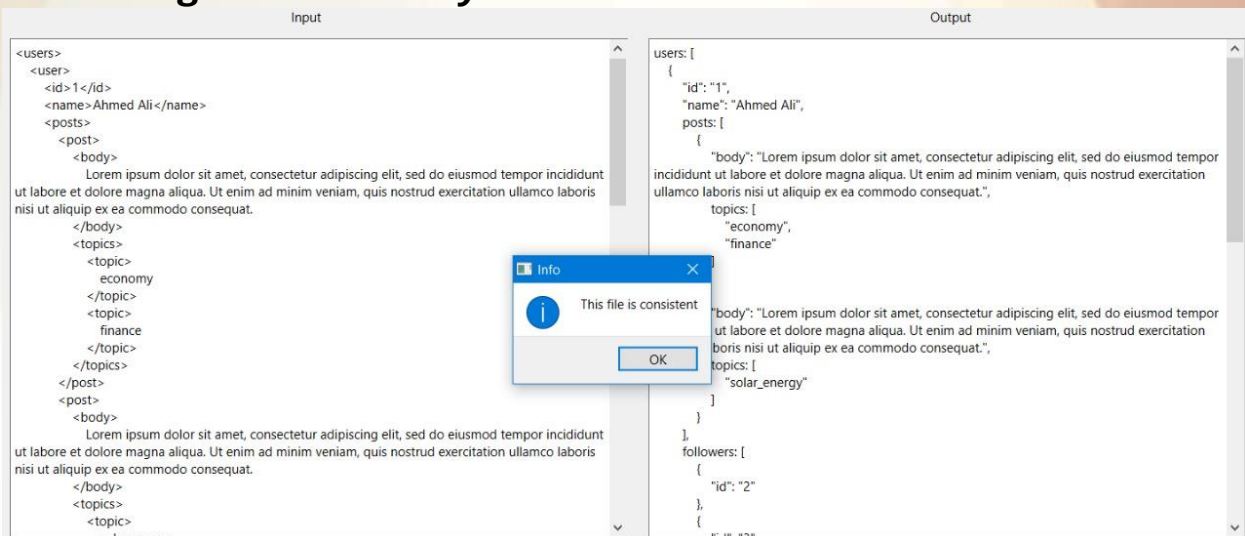 Input
<users>
<user>
<id>1</id>
<name>Ahmed Ali</name>
<posts>
<post>
<body>
Lorem ipsum dolor sit amet, consectetur adipiscing elit, sed do eiusmod tempor incididunt
ut labore et dolore magna aliqua. Ut enim ad minim veniam, quis nostrud exercitation ullamco laboris
nisi ut aliquip ex ea commodo consequat.
</body>
<topics>
<topic>
economy
</topic>
<topic>
finance
</topic>
</topics>
</post>
<post>
<body>
Lorem ipsum dolor sit amet, consectetur adipiscing elit, sed do eiusmod tempor incididunt
ut labore et dolore magna aliqua. Ut enim ad minim veniam, quis nostrud exercitation ullamco laboris
nisi ut aliquip ex ea commodo consequat.
</body>
<topics>
<topic>
Output
users: [
{
"id": "1",
"name": "Ahmed Ali",
posts: [
{
"body": "Lorem ipsum dolor sit amet, consectetur adipiscing elit, sed do eiusmod tempor
incididunt ut labore et dolore magna aliqua. Ut enim ad minim veniam, quis nostrud exercitation
ullamco laboris nisi ut aliquip ex ea commodo consequat.",
topics: [
"economy",
"finance"
]
"body": "Lorem ipsum dolor sit amet, consectetur adipiscing elit, sed do eiusmod tempor
ut labore et dolore magna aliqua. Ut enim ad minim veniam, quis nostrud exercitation
boris nisi ut aliquip ex ea commodo consequat.",
topics: [
"solar_energy"
]
}
],
followers: [
{
"id": "2"
},
{
Info
This file is consistent
OK